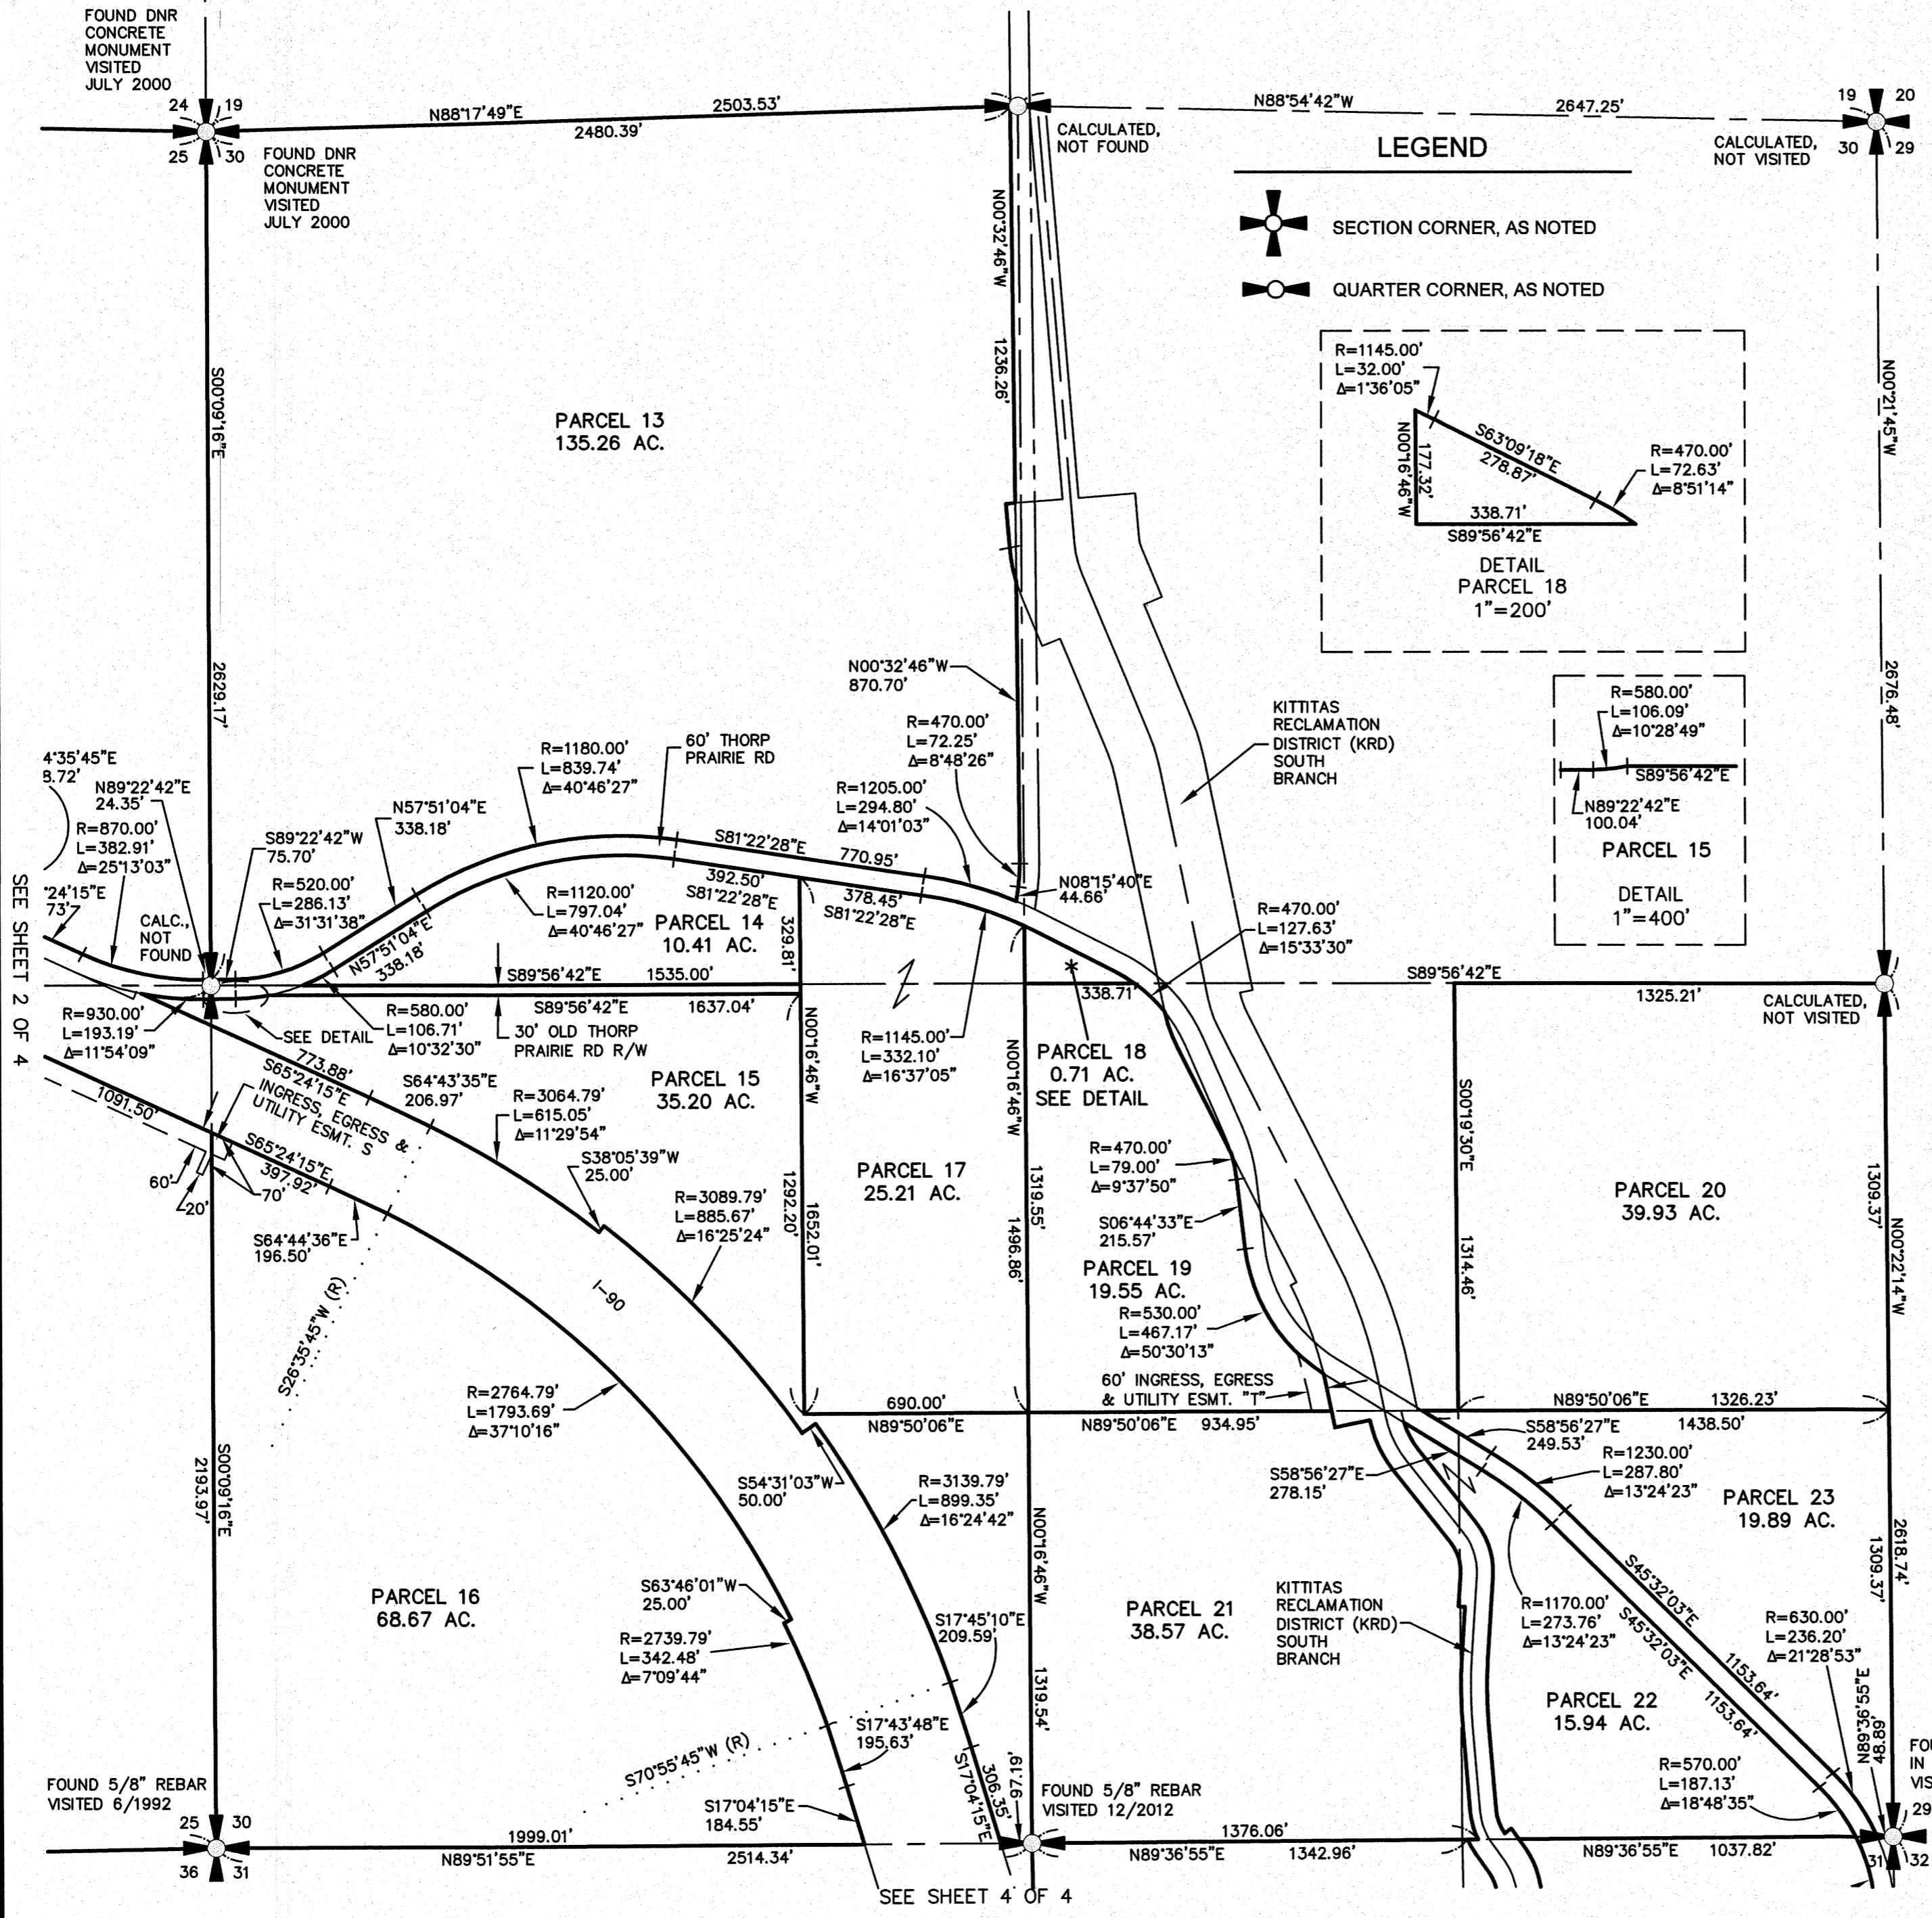 FOUND DNR
CONCRETE
MONUMENT
VISITED
JULY 2000
24 19
25 30
FOUND DNR
CONCRETE
MONUMENT
VISITED
JULY 2000
N88°17'49"E
2503.53'
2480.39'
CALCULATED,
NOT FOUND
N88°54'42"W
2647.25'
CALCULATED,
NOT VISITED
19 20
30 29
LEGEND
SECTION CORNER, AS NOTED
QUARTER CORNER, AS NOTED
R=1145.00'
L=32.00'
Δ=1°36'05"
S63°09'18"E
278.87'
N00°16'46"W
177.32'
R=470.00'
L=72.63'
Δ=8°51'14"
338.71'
S89°56'42"E
DETAIL
PARCEL 18
1"=200'
R=580.00'
L=106.09'
Δ=10°28'49"
S89°56'42"E
N89°22'42"E
100.04'
PARCEL 15
DETAIL
1"=400'
N00°32'46"W
1236.26'
S00°09'16"E
2629.17'
PARCEL 13
135.26 AC.
N00°21'45"W
2676.48'
N00°32'46"W
870.70'
KITTITAS
RECLAMATION
DISTRICT (KRD)
SOUTH
BRANCH
R=470.00'
L=72.25'
Δ=8°48'26"
R=1205.00'
L=294.80'
Δ=14°01'03"
60' THORP
PRAIRIE RD
R=1180.00'
L=839.74'
Δ=40°46'27"
4°35'45"E
8.72'
N89°22'42"E
24.35'
R=870.00'
L=382.91'
Δ=25°13'03"
°24'15"E
73'
N57°51'04"E
338.18'
S89°22'42"W
75.70'
R=520.00'
L=286.13'
Δ=31°31'38"
CALC.,
NOT
FOUND
S81°22'28"E
770.95'
392.50'
S81°22'28"E
378.45'
S81°22'28"E
R=1120.00'
L=797.04'
Δ=40°46'27"
N57°51'04"E
338.18'
PARCEL 14
10.41 AC.
329.81'
N08°15'40"E
44.66'
R=470.00'
L=127.63'
Δ=15°33'30"
SEE SHEET 2 OF 4
S89°56'42"E 1535.00'
S89°56'42"E 1637.04'
30' OLD THORP
PRAIRIE RD R/W
R=930.00'
L=193.19'
Δ=11°54'09"
SEE DETAIL
R=580.00'
L=106.71'
Δ=10°32'30"
338.71'
S89°56'42"E
1325.21'
CALCULATED,
NOT VISITED
R=1145.00'
L=332.10'
Δ=16°37'05"
*
PARCEL 18
0.71 AC.
SEE DETAIL
773.88'
S65°24'15"E
S64°43'35"E
206.97'
INGRESS, EGRESS &
UTILITY ESMT. S
1091.50'
S65°24'15"E
397.92'
60'
20'
70'
S64°44'36"E
196.50'
S26°35'45"W (R)
PARCEL 15
35.20 AC.
R=3064.79'
L=615.05'
Δ=11°29'54"
S38°05'39"W
25.00'
R=3089.79'
L=885.67'
Δ=16°25'24"
I-90
N00°16'46"W
1292.20'
1652.01'
PARCEL 17
25.21 AC.
N00°16'46"W
1319.55'
1496.86'
R=470.00'
L=79.00'
Δ=9°37'50"
S06°44'33"E
215.57'
PARCEL 19
19.55 AC.
R=530.00'
L=467.17'
Δ=50°30'13"
60' INGRESS, EGRESS
& UTILITY ESMT. "T"
S00°19'30"E
1314.46'
PARCEL 20
39.93 AC.
1309.37'
N00°22'14"W
690.00'
N89°50'06"E
N89°50'06"E 934.95'
N89°50'06"E 1326.23'
1438.50'
R=2764.79'
L=1793.69'
Δ=37°10'16"
S54°31'03"W
50.00'
S00°09'16"E
2193.97'
R=3139.79'
L=899.35'
Δ=16°24'42"
S58°56'27"E
249.53'
S58°56'27"E
278.15'
R=1230.00'
L=287.80'
Δ=13°24'23"
PARCEL 23
19.89 AC.
N00°16'46"W
1319.54'
2618.74'
1309.37'
PARCEL 16
68.67 AC.
S63°46'01"W
25.00'
R=2739.79'
L=342.48'
Δ=7°09'44"
S17°45'10"E
209.59'
PARCEL 21
38.57 AC.
KITTITAS
RECLAMATION
DISTRICT (KRD)
SOUTH
BRANCH
R=1170.00'
L=273.76'
Δ=13°24'23"
S45°32'03"E
1153.64'
S45°32'03"E
1153.64'
R=630.00'
L=236.20'
Δ=21°28'53"
PARCEL 22
15.94 AC.
N89°36'55"E
48.89'
R=570.00'
L=187.13'
Δ=18°48'35"
S17°43'48"E
195.63'
S70°55'45"W (R)
S17°04'15"E
184.55'
306.35'
S17°04'15"E
97.19'
FOUND 5/8" REBAR
VISITED 6/1992
FOUND 5/8" REBAR
VISITED 12/2012
25 30
36 31
1999.01'
N89°51'55"E 2514.34'
1376.06'
N89°36'55"E 1342.96'
N89°36'55"E 1037.82'
FOU
IN
VIS
29
31 32
SEE SHEET 4 OF 4